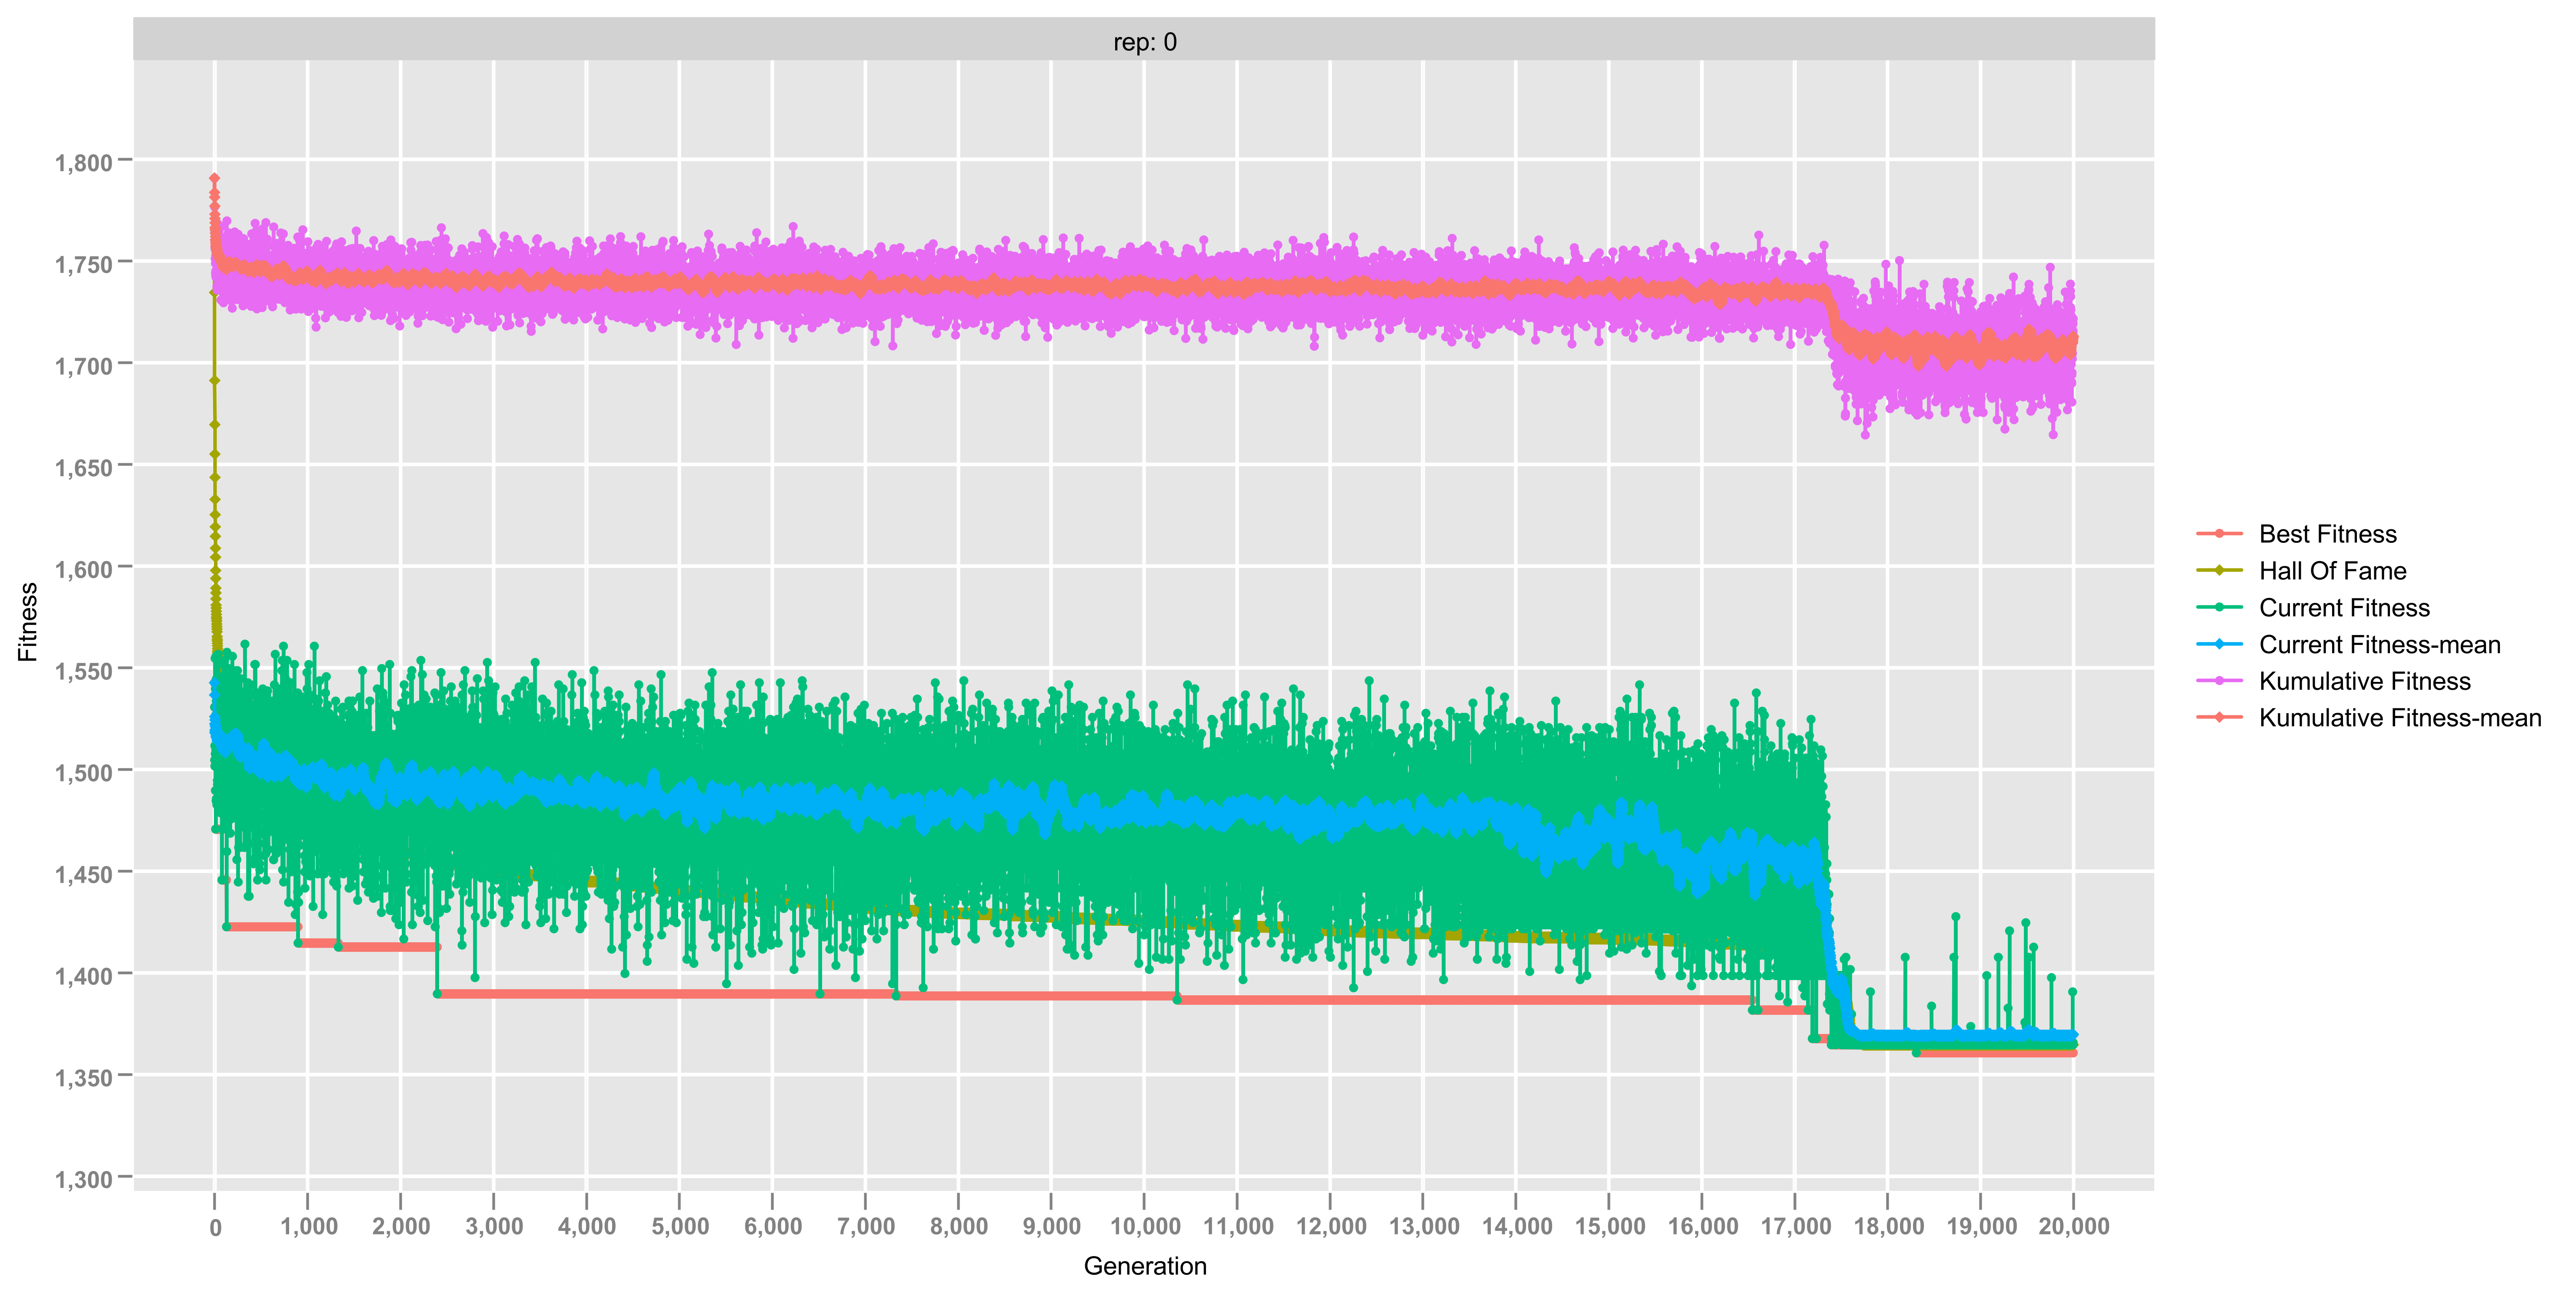 rep: 0
1,800
1,750
1,700
1,650
1,600
1,550
1,500
1,450
1,400
1,350
1,300
Fitness
0 1,000 2,000 3,000 4,000 5,000 6,000 7,000 8,000 9,000 10,000 11,000 12,000 13,000 14,000 15,000 16,000 17,000 18,000 19,000 20,000
Generation
Best Fitness
Hall Of Fame
Current Fitness
Current Fitness-mean
Kumulative Fitness
Kumulative Fitness-mean